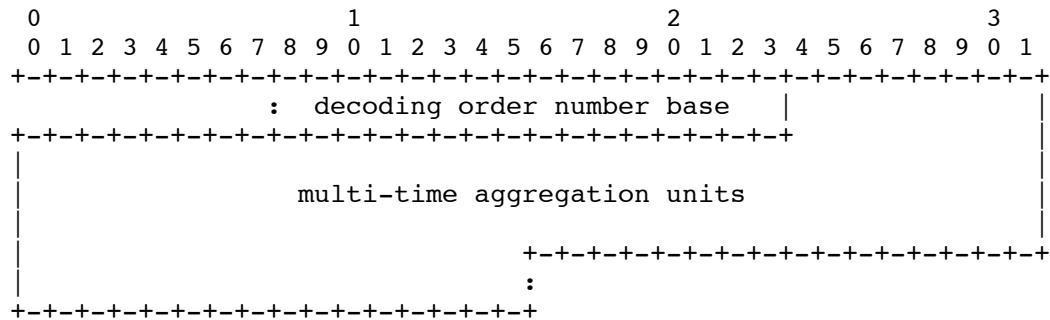 0                   1                   2                   3
 0 1 2 3 4 5 6 7 8 9 0 1 2 3 4 5 6 7 8 9 0 1 2 3 4 5 6 7 8 9 0 1
+-+-+-+-+-+-+-+-+-+-+-+-+-+-+-+-+-+-+-+-+-+-+-+-+-+-+-+-+-+-+-+-+
                :  decoding order number base   |               |
+-+-+-+-+-+-+-+-+-+-+-+-+-+-+-+-+-+-+-+-+-+-+-+-+               |
|                                                               |
|                 multi-time aggregation units                  |
|                                                               |
|                               +-+-+-+-+-+-+-+-+-+-+-+-+-+-+-+-+
|                               :
+-+-+-+-+-+-+-+-+-+-+-+-+-+-+-+-+